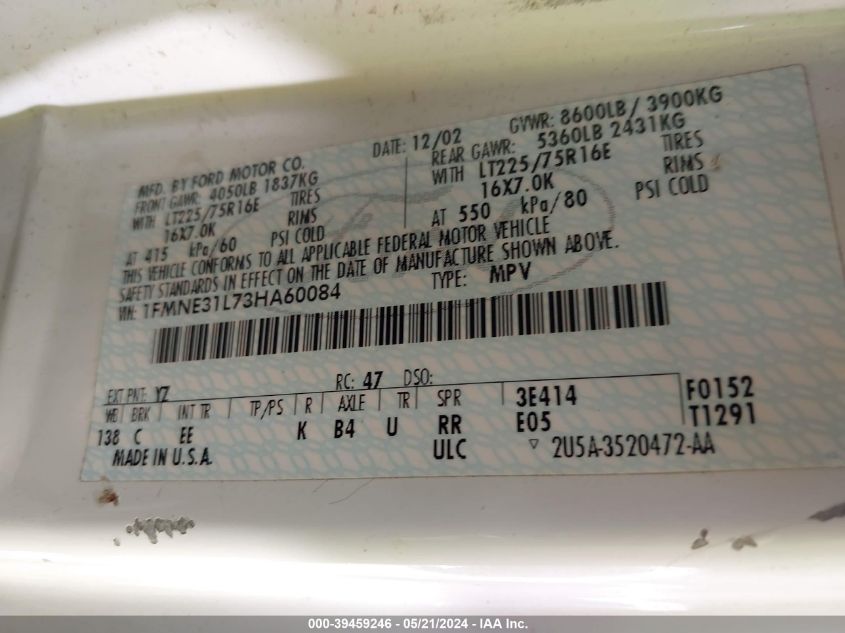 MFD. BY FORD MOTOR CO.
DATE: 12/02 GVWR: 8600LB/ 3900KG
FRONT GAWR: 4050LB 1837KG
REAR GAWR: 5360LB 2431KG
WITH LT225/75R16E TIRES
WITH LT225/75R16E TIRES
16X7.0K RIMS
16X7.0K RIMS
AT 415 kPa/60 PSI COLD
AT 550 kPa/80 PSI COLD
THIS VEHICLE CONFORMS TO ALL APPLICABLE FEDERAL MOTOR VEHICLE
SAFETY STANDARDS IN EFFECT ON THE DATE OF MANUFACTURE SHOWN ABOVE.
VIN: 1FMNE31L73HA60084 TYPE: MPV
EXT PNT: YZ RC: 47 DSO:
WB BRK INT TR TP/PS R AXLE TR SPR 3E414 F0152
138 C EE K B4 U RR E05 T1291
MADE IN U.S.A. ULC ▽ 2U5A-3520472-AA
000-39459246 - 05/21/2024 - IAA Inc.